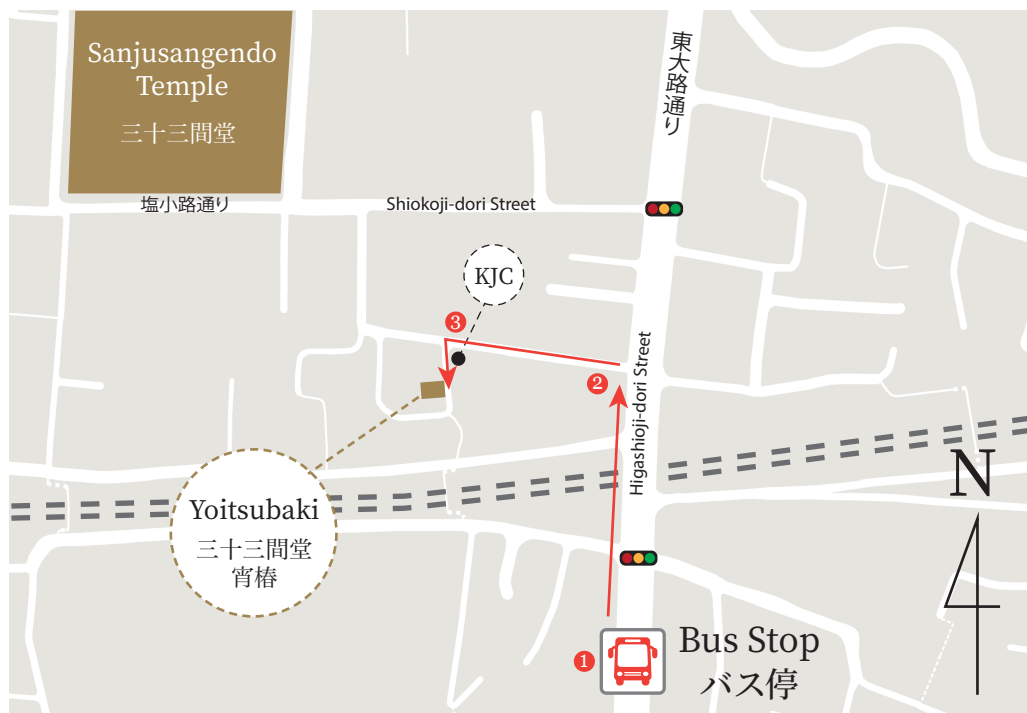 Sanjusangendo
Temple
三十三間堂
東大路通り
塩小路通り
Shiokoji-dori Street
KJC
3
2
Higashioji-dori Street
N
Yoitsubaki
三十三間堂
宵椿
1
Bus Stop
バス停